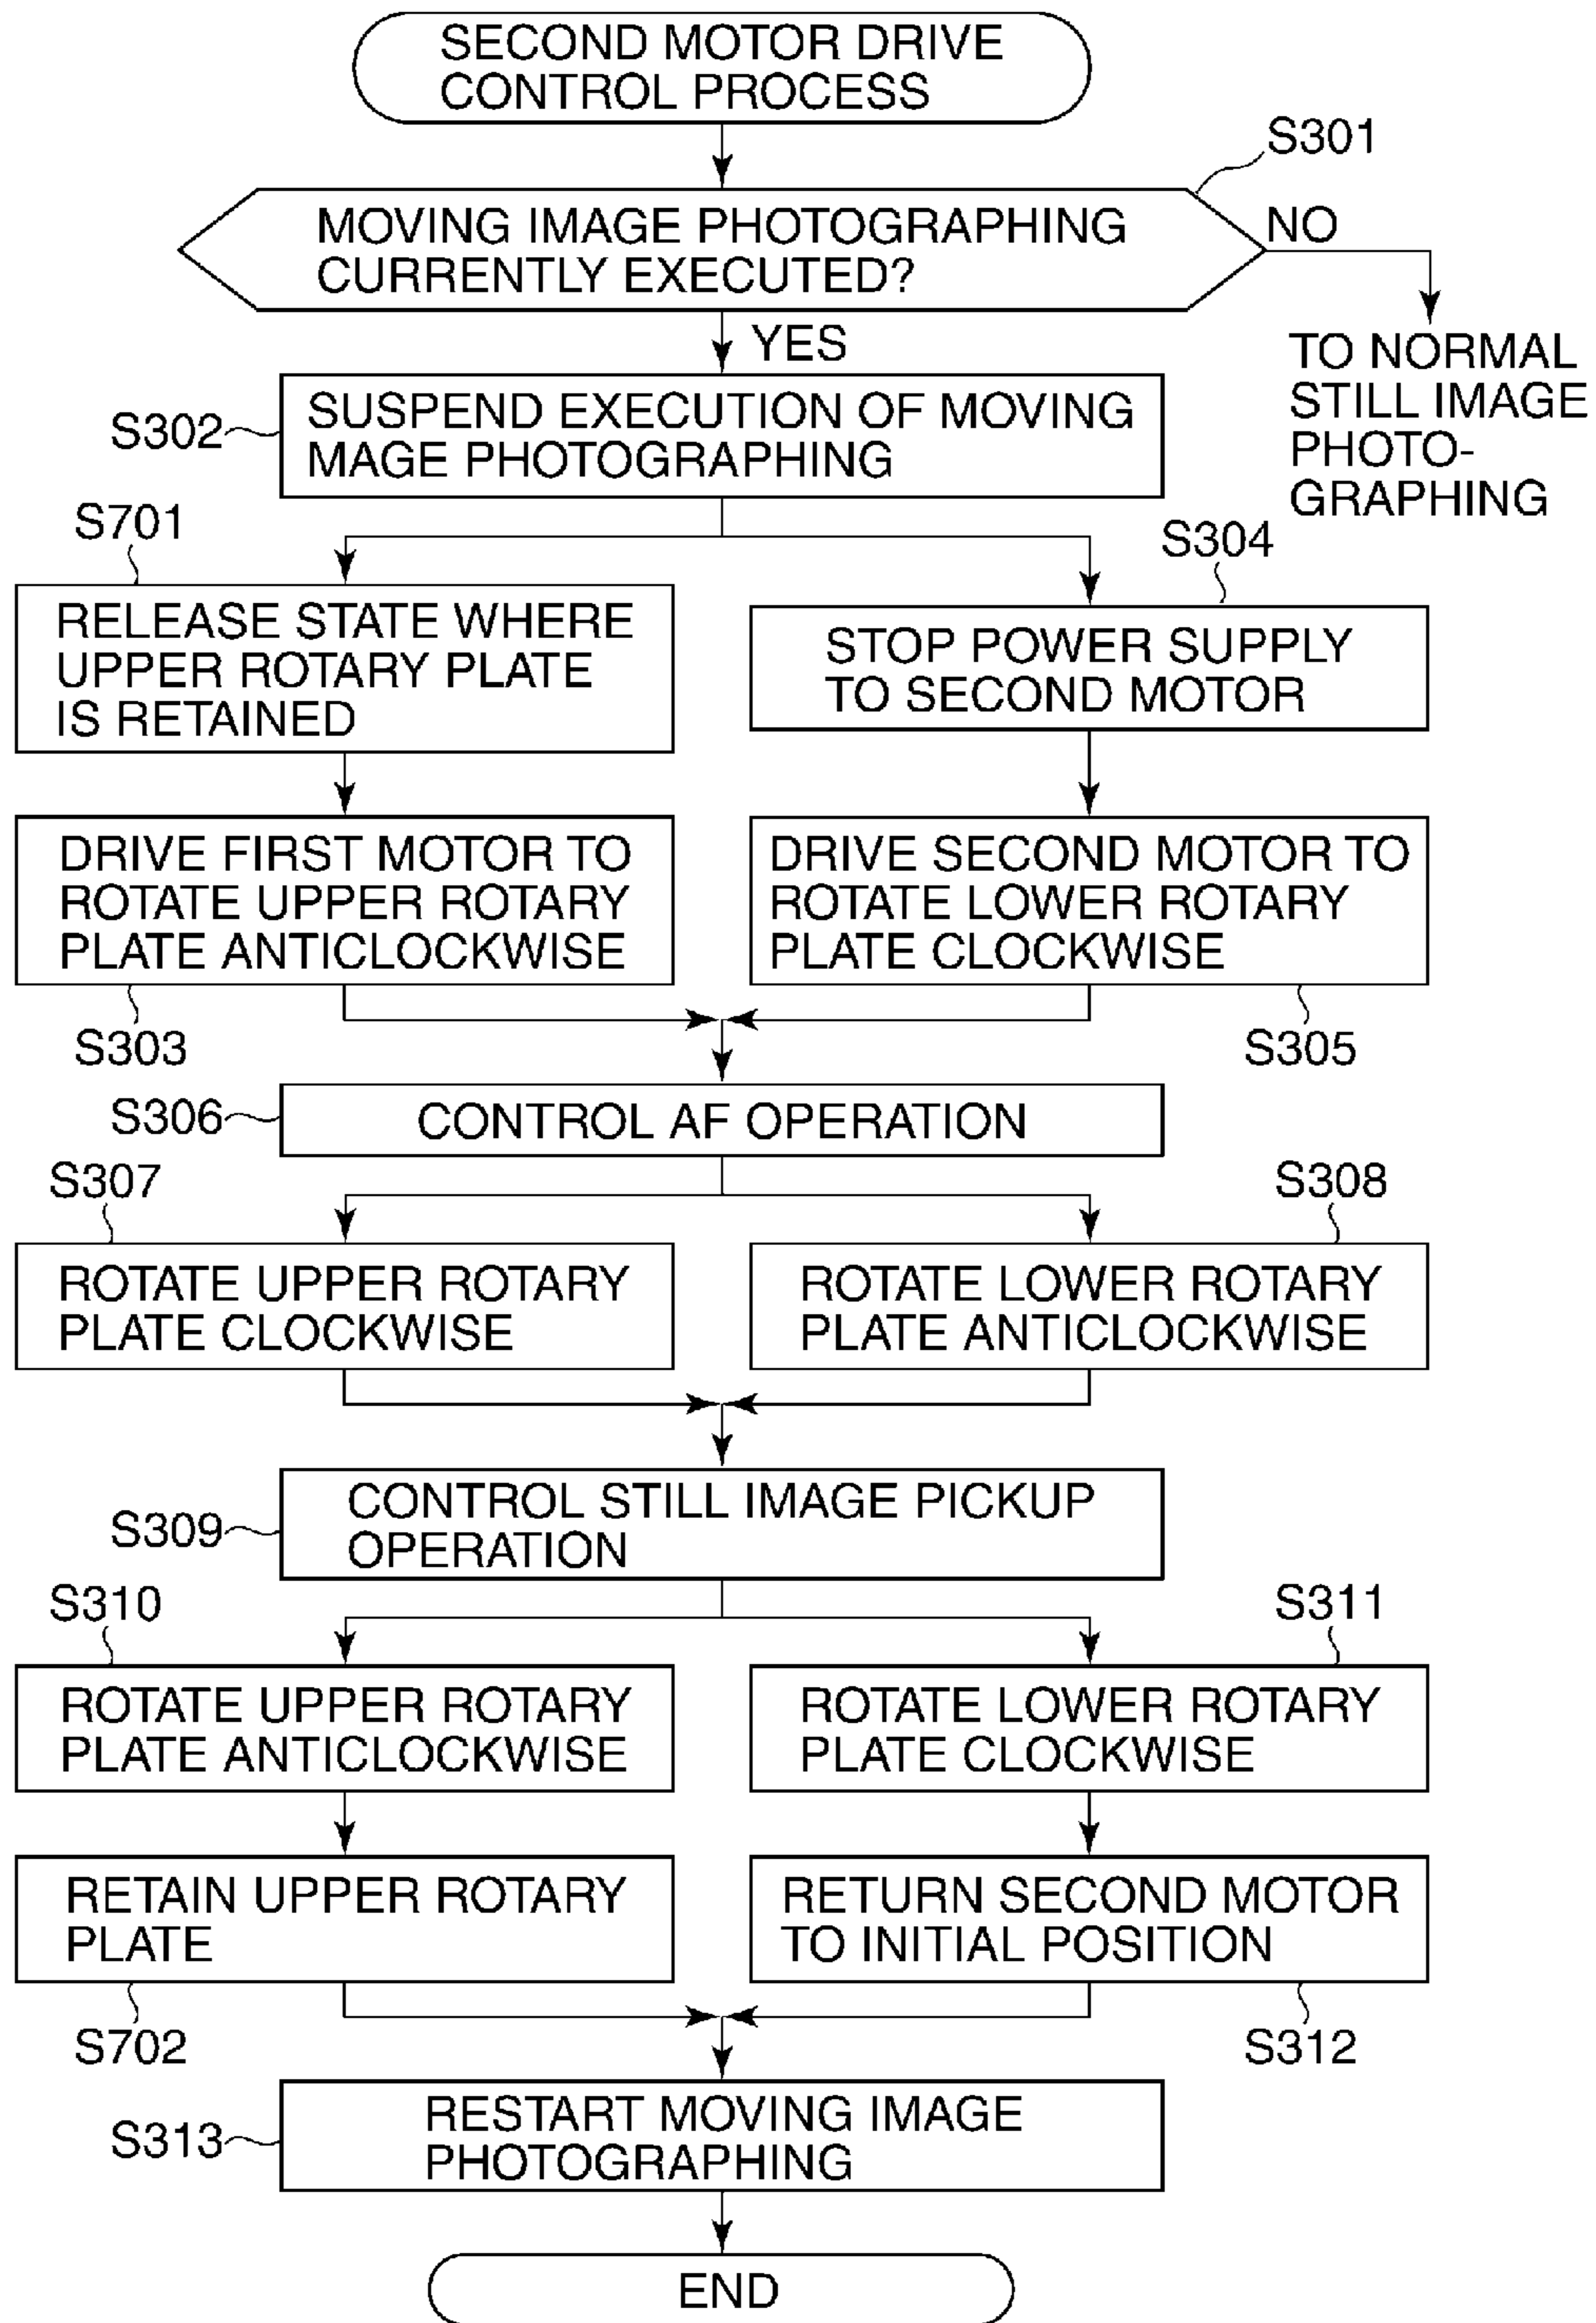 SECOND MOTOR DRIVE
CONTROL PROCESS
S301
MOVING IMAGE PHOTOGRAPHING
CURRENTLY EXECUTED?
NO
YES
TO NORMAL
STILL IMAGE
PHOTO-
GRAPHING
S302
SUSPEND EXECUTION OF MOVING
MAGE PHOTOGRAPHING
S701
RELEASE STATE WHERE
UPPER ROTARY PLATE
IS RETAINED
S304
STOP POWER SUPPLY
TO SECOND MOTOR
DRIVE FIRST MOTOR TO
ROTATE UPPER ROTARY
PLATE ANTICLOCKWISE
S303
DRIVE SECOND MOTOR TO
ROTATE LOWER ROTARY
PLATE CLOCKWISE
S305
S306
CONTROL AF OPERATION
S307
ROTATE UPPER ROTARY
PLATE CLOCKWISE
S308
ROTATE LOWER ROTARY
PLATE ANTICLOCKWISE
S309
CONTROL STILL IMAGE PICKUP
OPERATION
S310
ROTATE UPPER ROTARY
PLATE ANTICLOCKWISE
S311
ROTATE LOWER ROTARY
PLATE CLOCKWISE
RETAIN UPPER ROTARY
PLATE
S702
RETURN SECOND MOTOR
TO INITIAL POSITION
S312
S313
RESTART MOVING IMAGE
PHOTOGRAPHING
END